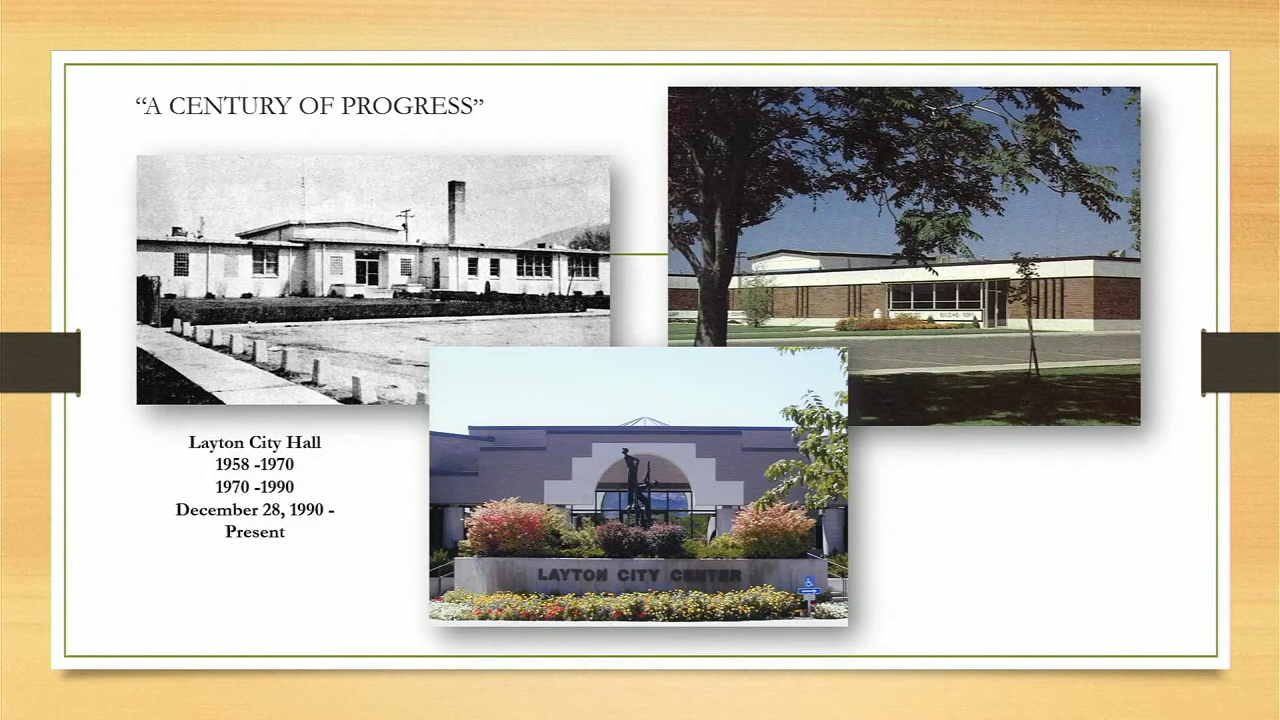 “A CENTURY OF PROGRESS”
Layton City Hall
1958 -1970
1970 -1990
December 28, 1990 -
Present
LAYTON CITY CENTER